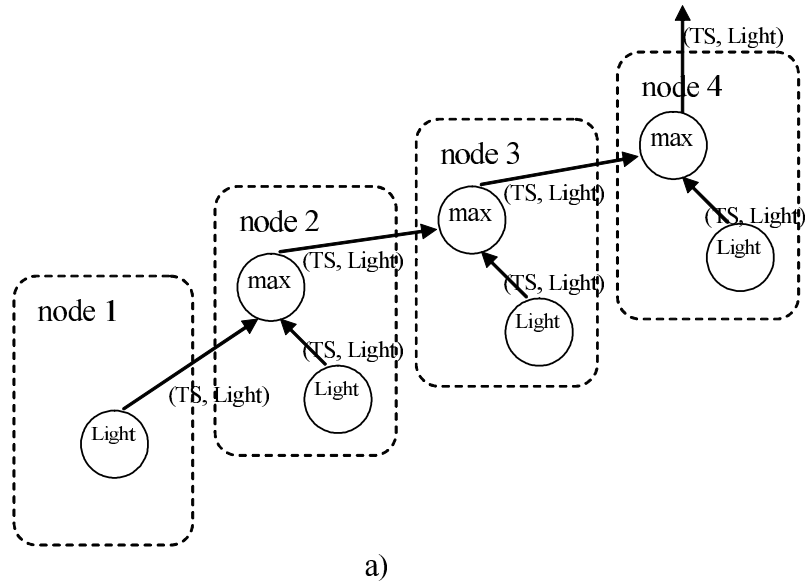 (TS, Light)
node 4
max
(TS, Light)
Light
node 3
max
(TS, Light)
(TS, Light)
Light
node 2
max
(TS, Light)
(TS, Light)
Light
node 1
(TS, Light)
Light
a)